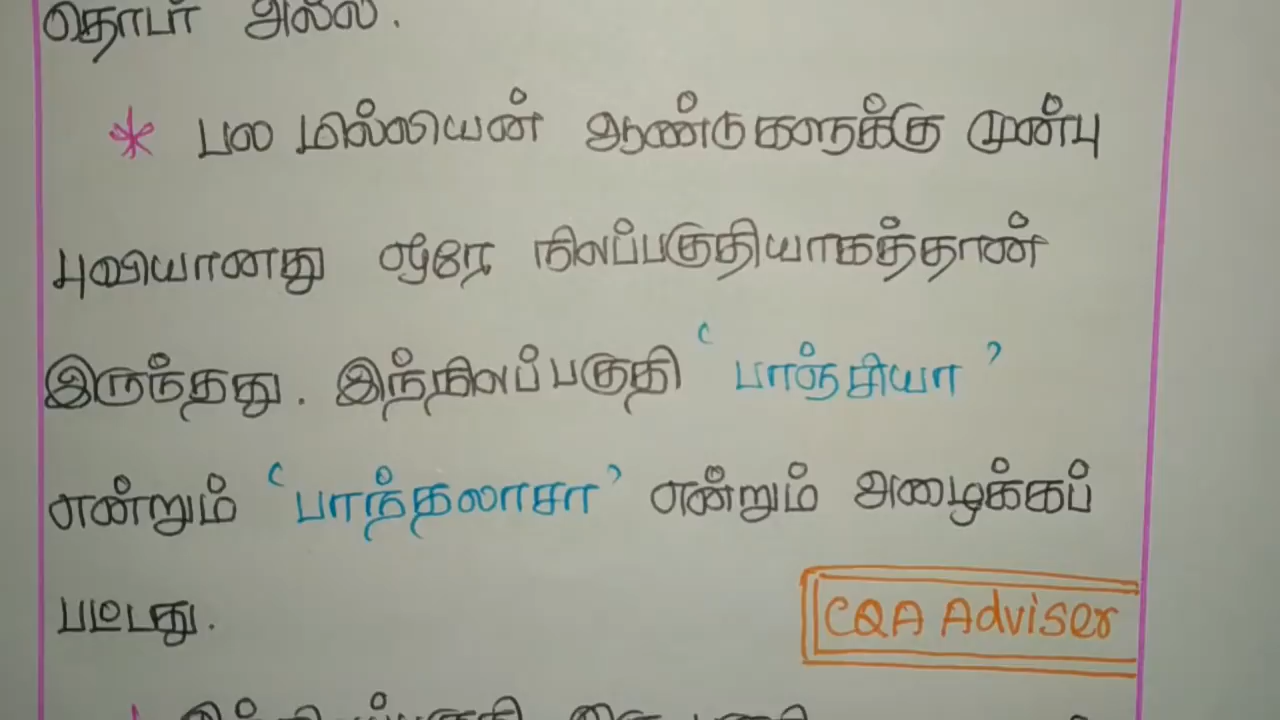 அல்ல.
* பல மில்லியன் ஆண்டுகளுக்கு முன்பு
புவியானது ஒரே நிலப்பகுதியாகத்தான்
இருந்தது. இந்நிலப்பகுதி ‘பாஞ்சியா’
என்றும் ‘பாந்தலாசா’ என்றும் அழைக்கப்
பட்டது.
CQA Adviser